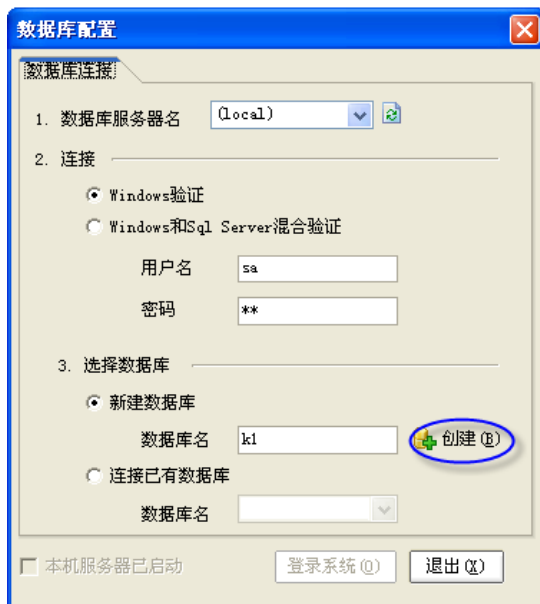 数据库配置
数据库连接
1. 数据库服务器名 (local)
2. 连接
Windows验证
Windows和Sql Server混合验证
用户名 sa
密码 **
3. 选择数据库
新建数据库
数据库名 k1 创建(B)
连接已有数据库
数据库名
本机服务器已启动 登录系统(O) 退出(X)